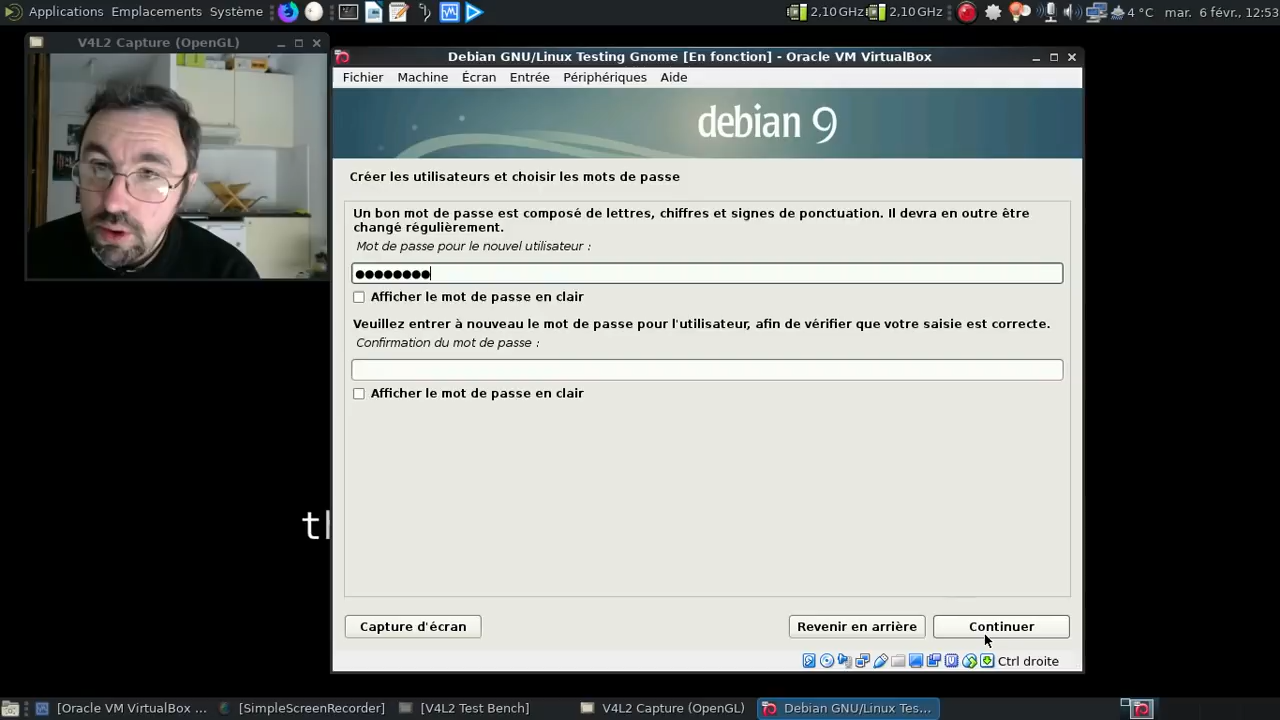 Applications Emplacements Système
2,10 GHz 2,10 GHz 4 °C mar. 6 févr., 12:53
V4L2 Capture (OpenGL)
Debian GNU/Linux Testing Gnome [En fonction] - Oracle VM VirtualBox
Fichier Machine Écran Entrée Périphériques Aide
debian 9
Créer les utilisateurs et choisir les mots de passe
Un bon mot de passe est composé de lettres, chiffres et signes de ponctuation. Il devra en outre être
changé régulièrement.
Mot de passe pour le nouvel utilisateur :
●●●●●●●●
Afficher le mot de passe en clair
Veuillez entrer à nouveau le mot de passe pour l'utilisateur, afin de vérifier que votre saisie est correcte.
Confirmation du mot de passe :
Afficher le mot de passe en clair
th
Capture d'écran Revenir en arrière Continuer
Ctrl droite
[Oracle VM VirtualBox ... [SimpleScreenRecorder] [V4L2 Test Bench] V4L2 Capture (OpenGL) Debian GNU/Linux Tes...